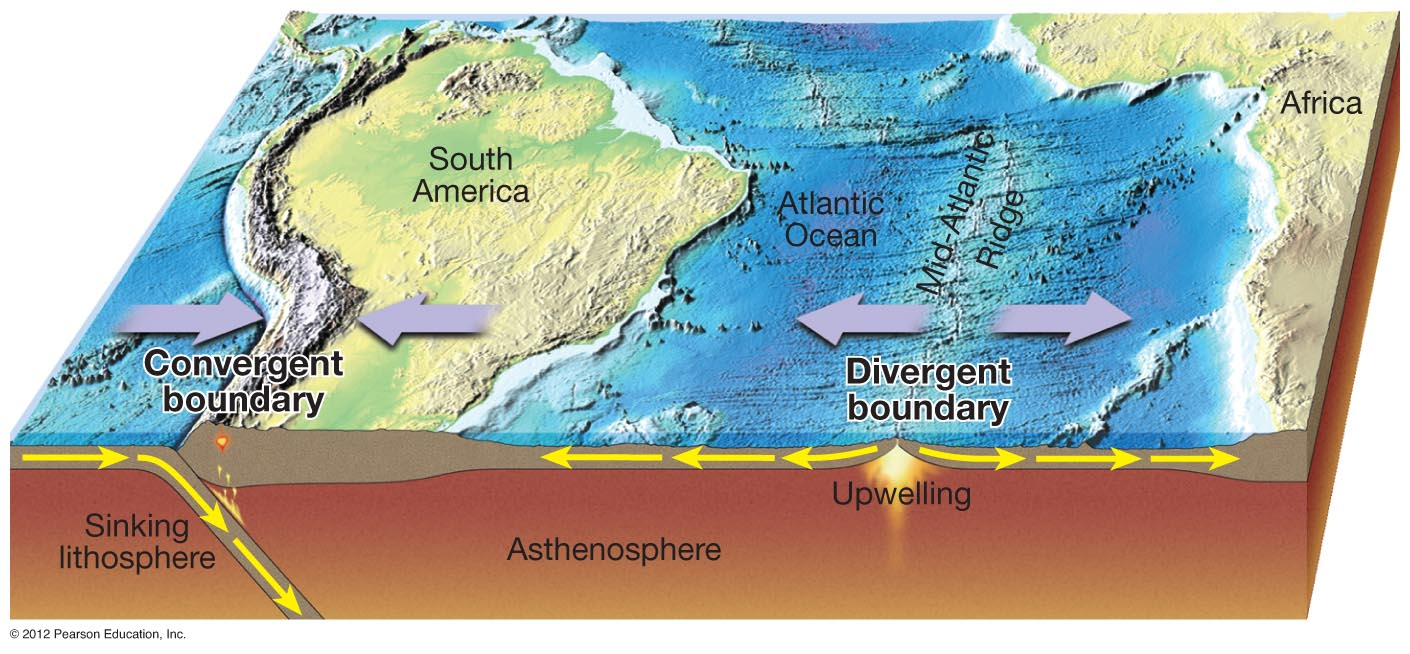 Africa
South
America
Atlantic
Ocean
Mid-Atlantic
Ridge
Convergent
boundary
Divergent
boundary
Upwelling
Sinking
lithosphere
Asthenosphere
© 2012 Pearson Education, Inc.